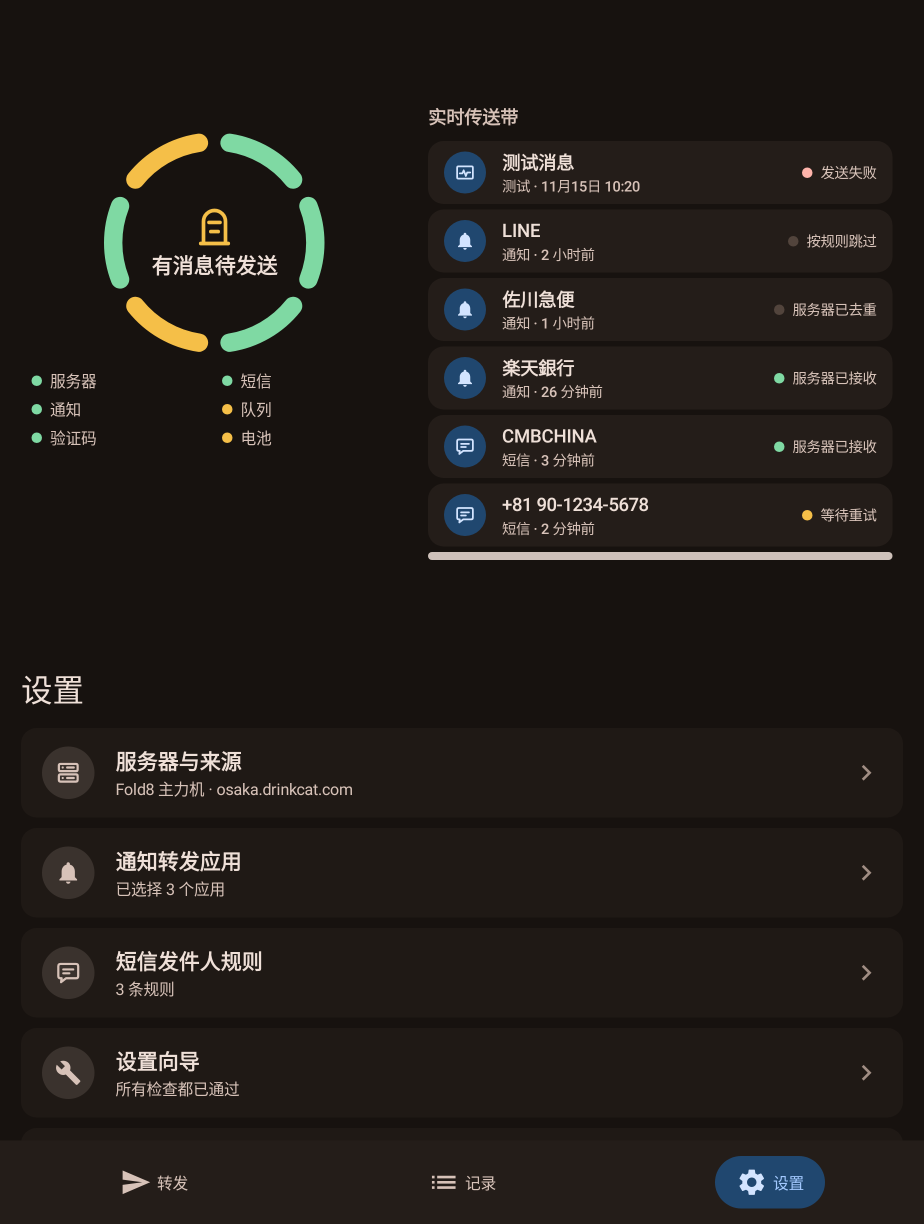 有消息待发送
服务器
短信
通知
队列
验证码
电池
实时传送带
测试消息
测试 · 11月15日 10:20
发送失败
LINE
通知 · 2 小时前
按规则跳过
佐川急便
通知 · 1 小时前
服务器已去重
楽天銀行
通知 · 26 分钟前
服务器已接收
CMBCHINA
短信 · 3 分钟前
服务器已接收
+81 90-1234-5678
短信 · 2 分钟前
等待重试
设置
服务器与来源
Fold8 主力机 · osaka.drinkcat.com
通知转发应用
已选择 3 个应用
短信发件人规则
3 条规则
设置向导
所有检查都已通过
转发
记录
设置